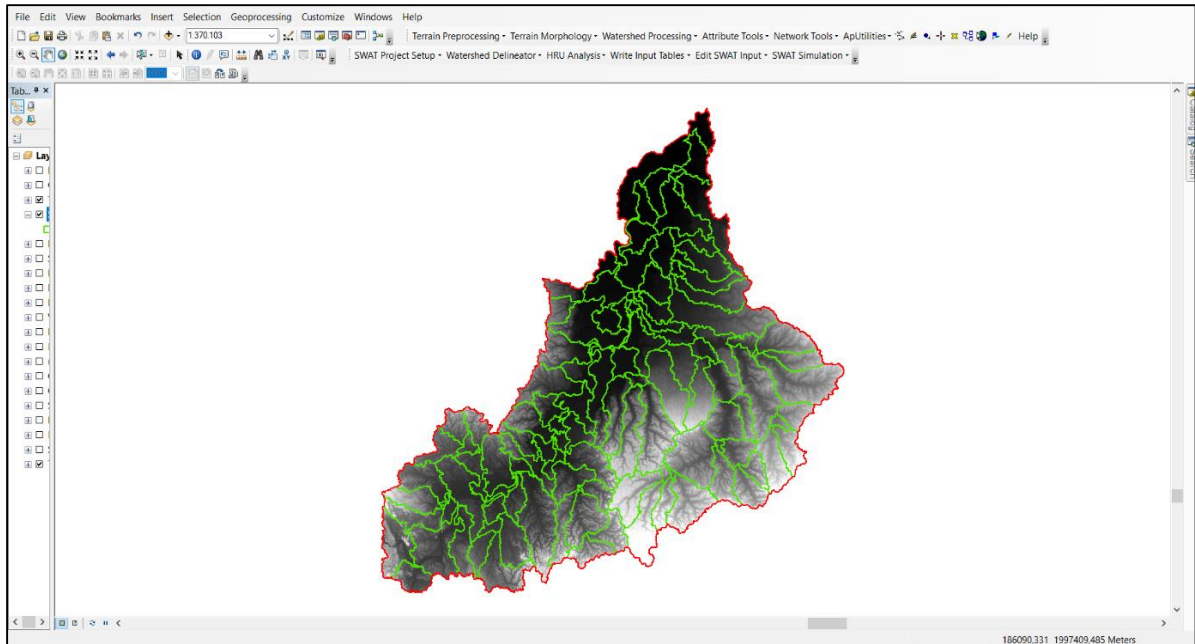 File Edit View Bookmarks Insert Selection Geoprocessing Customize Windows Help
1:370.103 Terrain Preprocessing Terrain Morphology Watershed Processing Attribute Tools Network Tools ApUtilities Help
SWAT Project Setup Watershed Delineator HRU Analysis Write Input Tables Edit SWAT Input SWAT Simulation
Tab...
Catalog
Search
Lay
186090,331 1997409,485 Meters